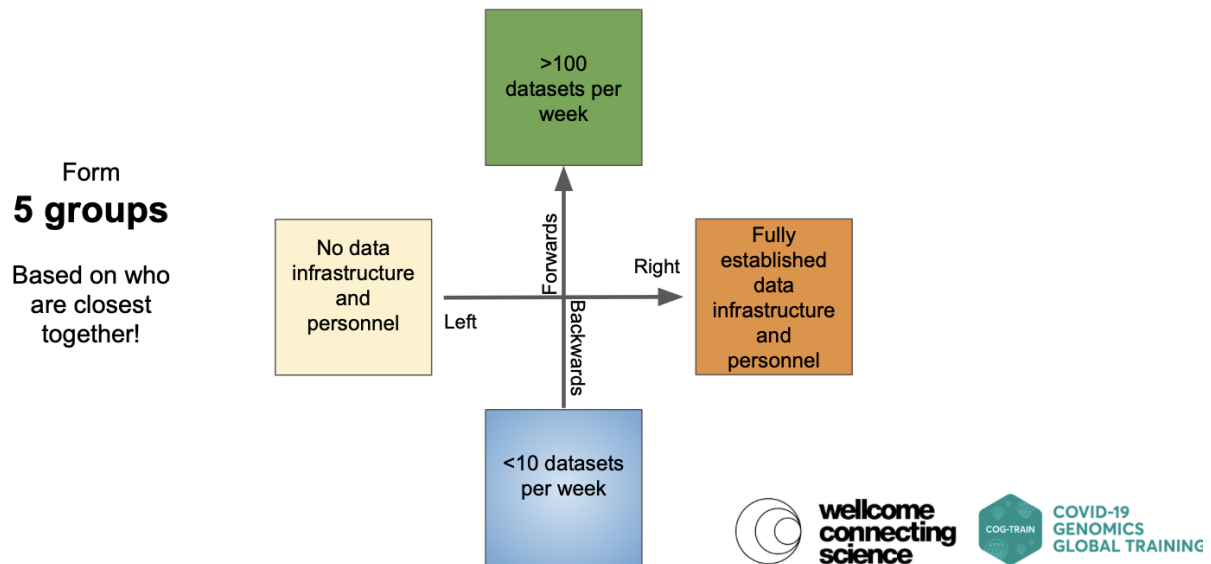 >100
datasets per
week
Form
5 groups
Based on who
are closest
together!
No data
infrastructure
and
personnel
Forwards
Backwards
Left
Right
Fully
established
data
infrastructure
and
personnel
<10 datasets
per week
wellcome
connecting
science
COG-TRAIN
COVID-19
GENOMICS
GLOBAL TRAINING